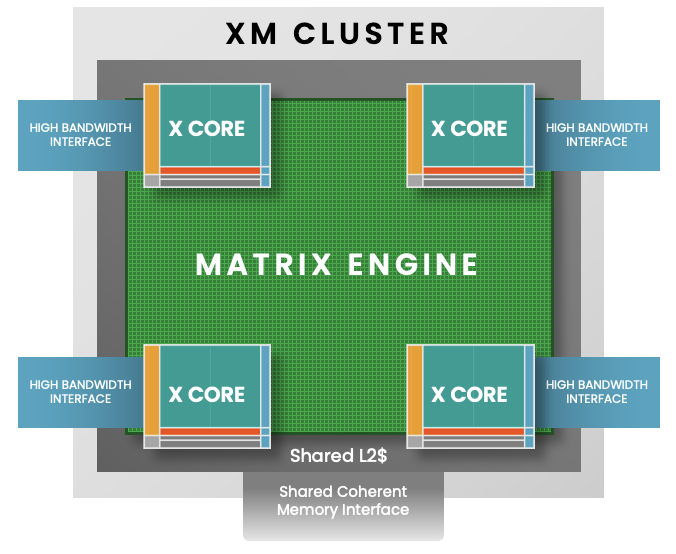 XM CLUSTER
X CORE
X CORE
HIGH BANDWIDTH
INTERFACE
HIGH BANDWIDTH
INTERFACE
MATRIX ENGINE
X CORE
X CORE
HIGH BANDWIDTH
INTERFACE
HIGH BANDWIDTH
INTERFACE
Shared L2$
Shared Coherent
Memory Interface